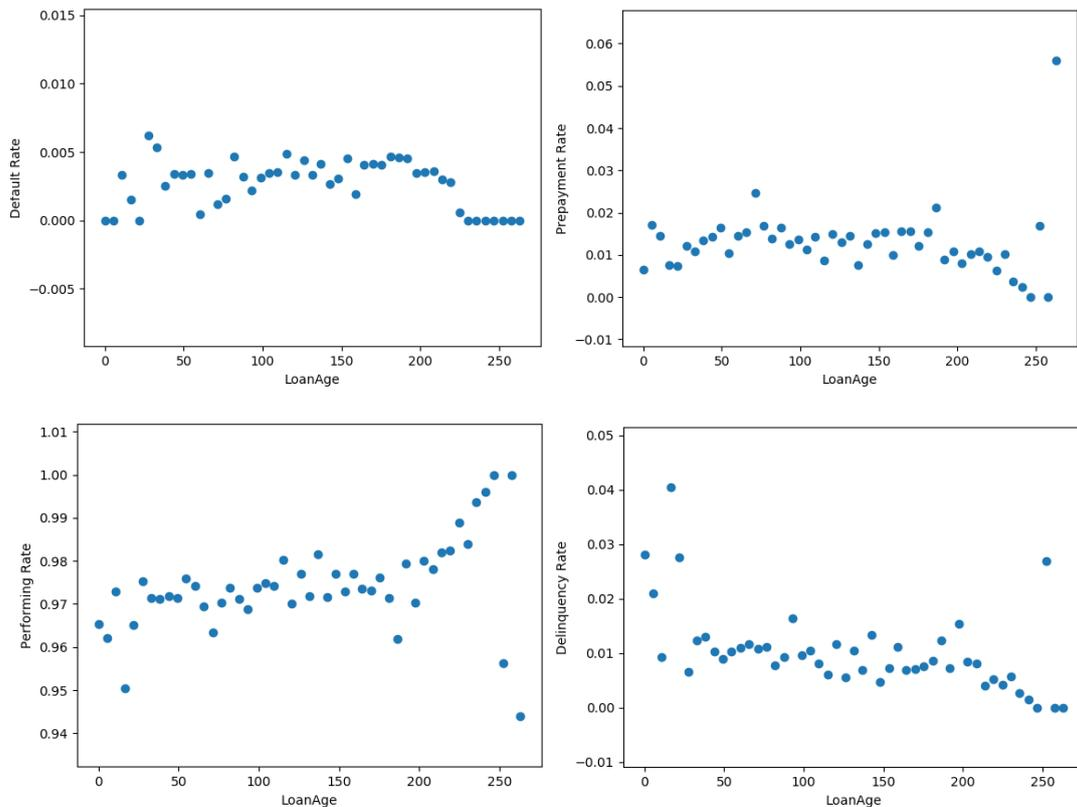 0.015
0.010
0.005
0.000
−0.005
Default Rate
0 50 100 150 200 250
LoanAge
0.06
0.05
0.04
0.03
0.02
0.01
0.00
−0.01
Prepayment Rate
0 50 100 150 200 250
LoanAge
1.01
1.00
0.99
0.98
0.97
0.96
0.95
0.94
Performing Rate
0 50 100 150 200 250
LoanAge
0.05
0.04
0.03
0.02
0.01
0.00
−0.01
Delinquency Rate
0 50 100 150 200 250
LoanAge